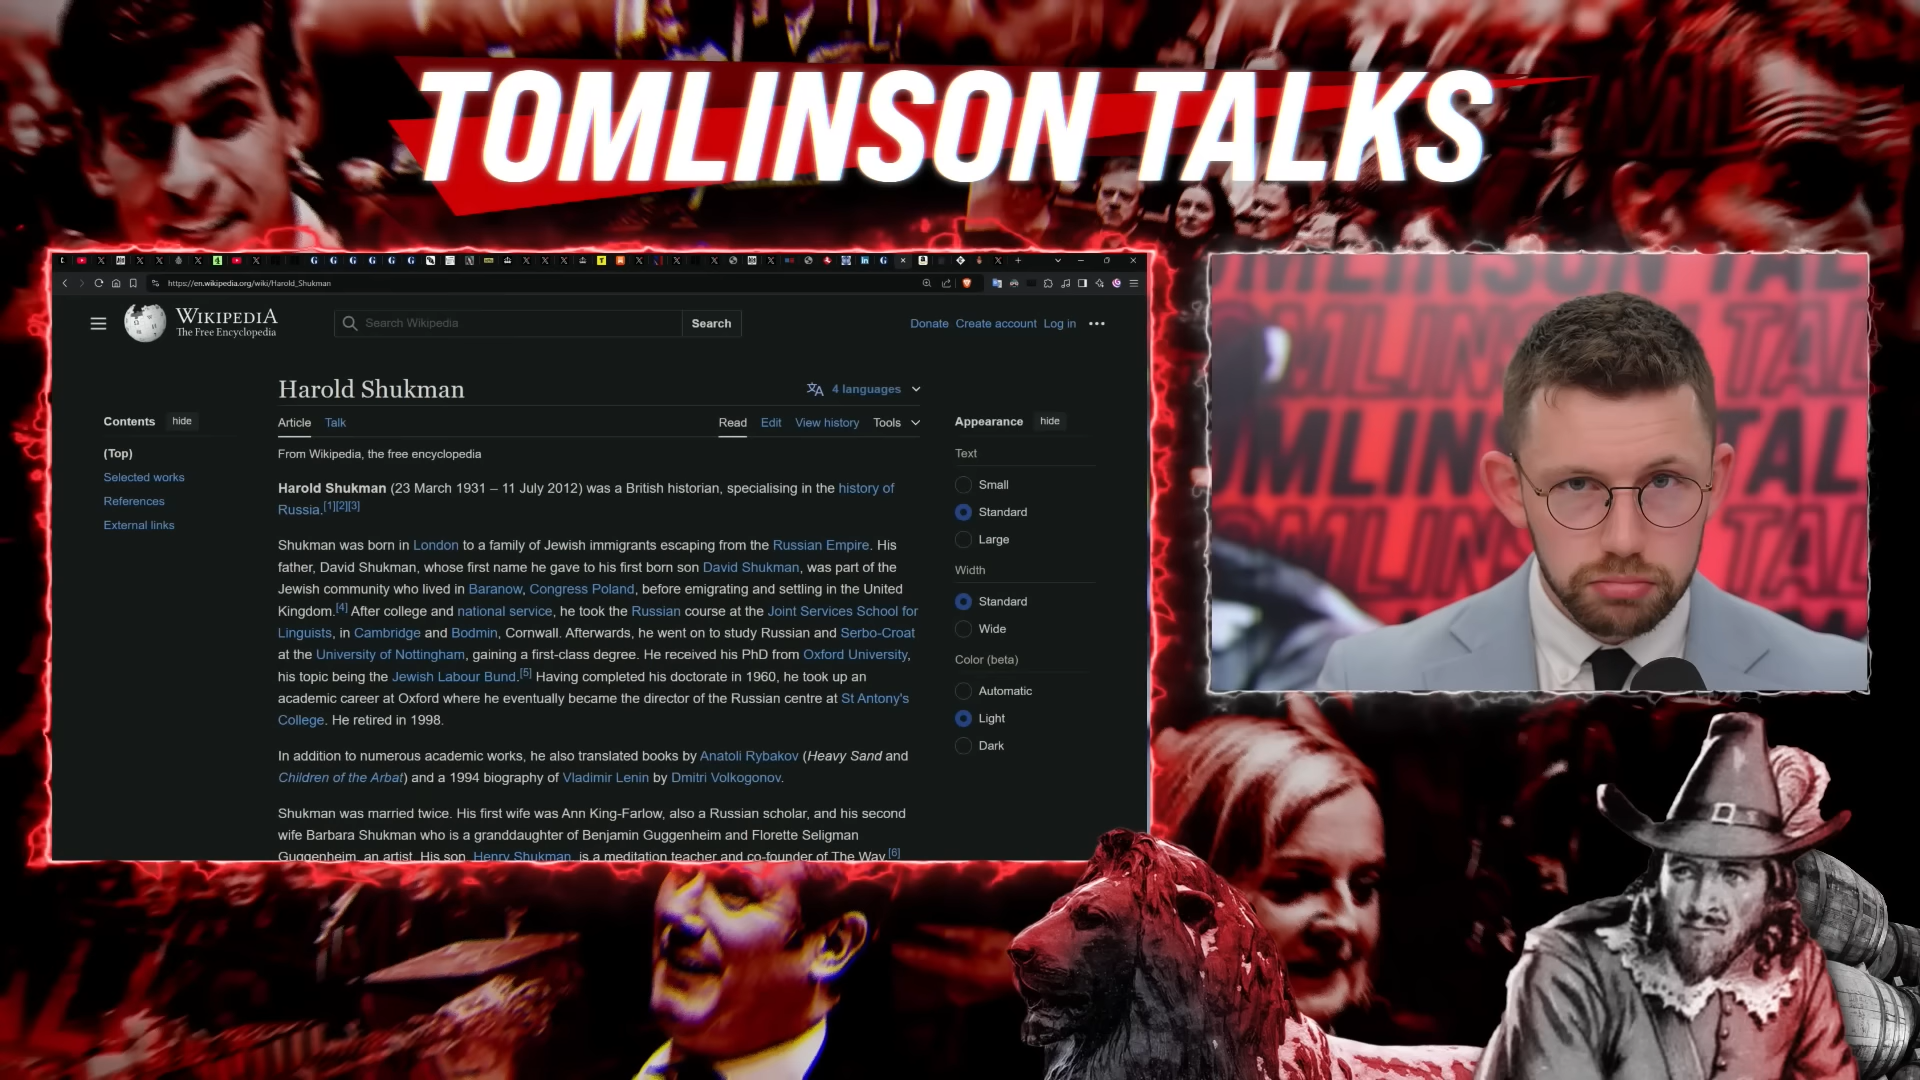 TOMLINSON TALKS
https://en.wikipedia.org/wiki/Harold_Shukman
WIKIPEDIA
The Free Encyclopedia
Search Wikipedia
Search
Donate Create account Log in
Harold Shukman
4 languages
Contents hide
Article Talk
Read Edit View history Tools
Appearance hide
(Top)
Selected works
References
External links
From Wikipedia, the free encyclopedia
Harold Shukman (23 March 1931 – 11 July 2012) was a British historian, specialising in the history of
Russia.[1][2][3]
Shukman was born in London to a family of Jewish immigrants escaping from the Russian Empire. His
father, David Shukman, whose first name he gave to his first born son David Shukman, was part of the
Jewish community who lived in Baranow, Congress Poland, before emigrating and settling in the United
Kingdom.[4] After college and national service, he took the Russian course at the Joint Services School for
Linguists, in Cambridge and Bodmin, Cornwall. Afterwards, he went on to study Russian and Serbo-Croat
at the University of Nottingham, gaining a first-class degree. He received his PhD from Oxford University,
his topic being the Jewish Labour Bund.[5] Having completed his doctorate in 1960, he took up an
academic career at Oxford where he eventually became the director of the Russian centre at St Antony's
College. He retired in 1998.
In addition to numerous academic works, he also translated books by Anatoli Rybakov (Heavy Sand and
Children of the Arbat) and a 1994 biography of Vladimir Lenin by Dmitri Volkogonov.
Shukman was married twice. His first wife was Ann King-Farlow, also a Russian scholar, and his second
wife Barbara Shukman who is a granddaughter of Benjamin Guggenheim and Florette Seligman
Guggenheim, an artist. His son, Henry Shukman, is a meditation teacher and co-founder of The Way.[6]
Text
Small
Standard
Large
Width
Standard
Wide
Color (beta)
Automatic
Light
Dark